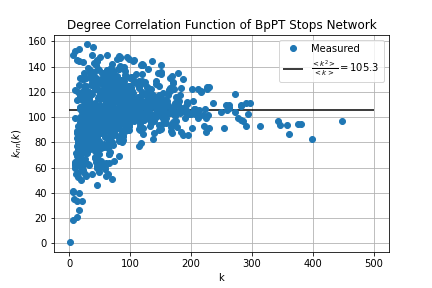 Degree Correlation Function of BpPT Stops Network
160
140
120
100
80
60
40
20
0
k_nn(k)
Measured
<k²>/<k> = 105.3
0 100 200 300 400 500
k